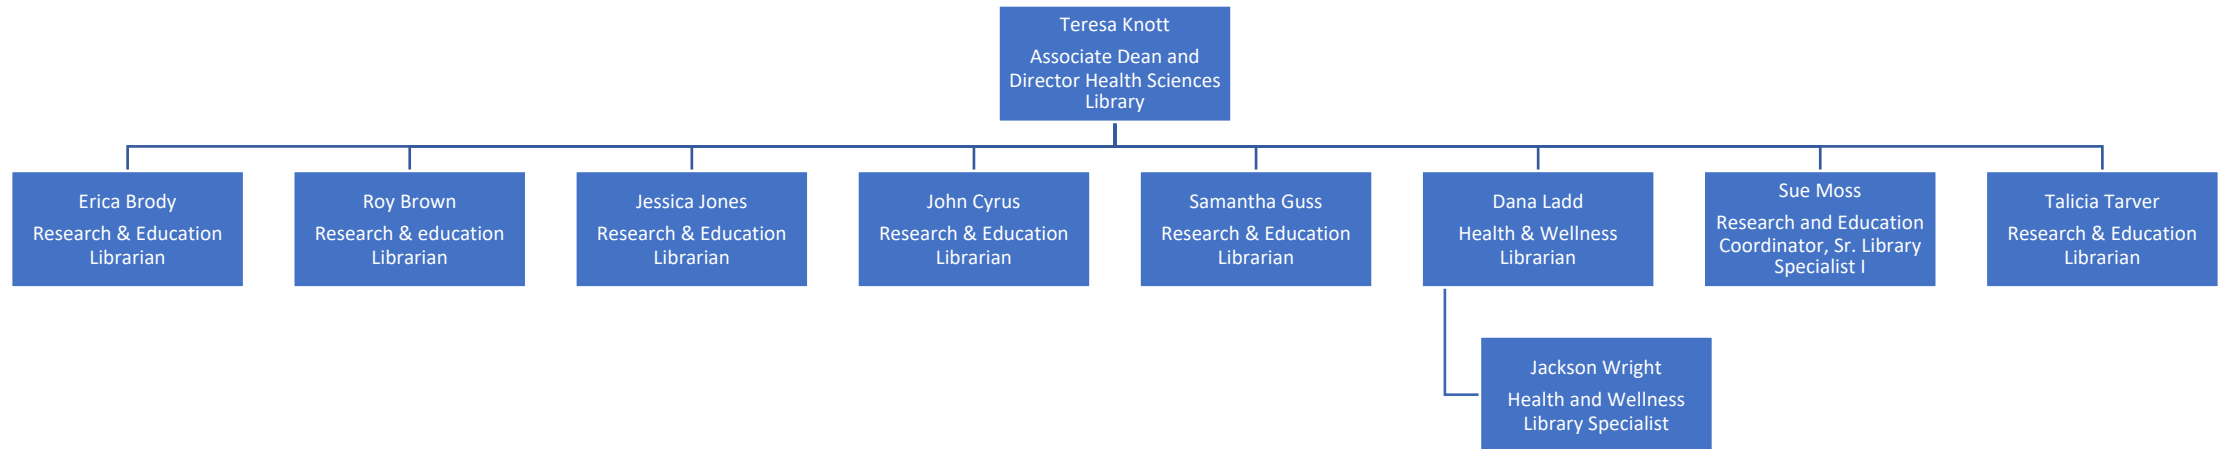 Teresa Knott
Associate Dean and
Director Health Sciences
Library
Erica Brody
Research & Education
Librarian
Roy Brown
Research & education
Librarian
Jessica Jones
Research & Education
Librarian
John Cyrus
Research & Education
Librarian
Samantha Guss
Research & Education
Librarian
Dana Ladd
Health & Wellness
Librarian
Sue Moss
Research and Education
Coordinator, Sr. Library
Specialist I
Talicia Tarver
Research & Education
Librarian
Jackson Wright
Health and Wellness
Library Specialist